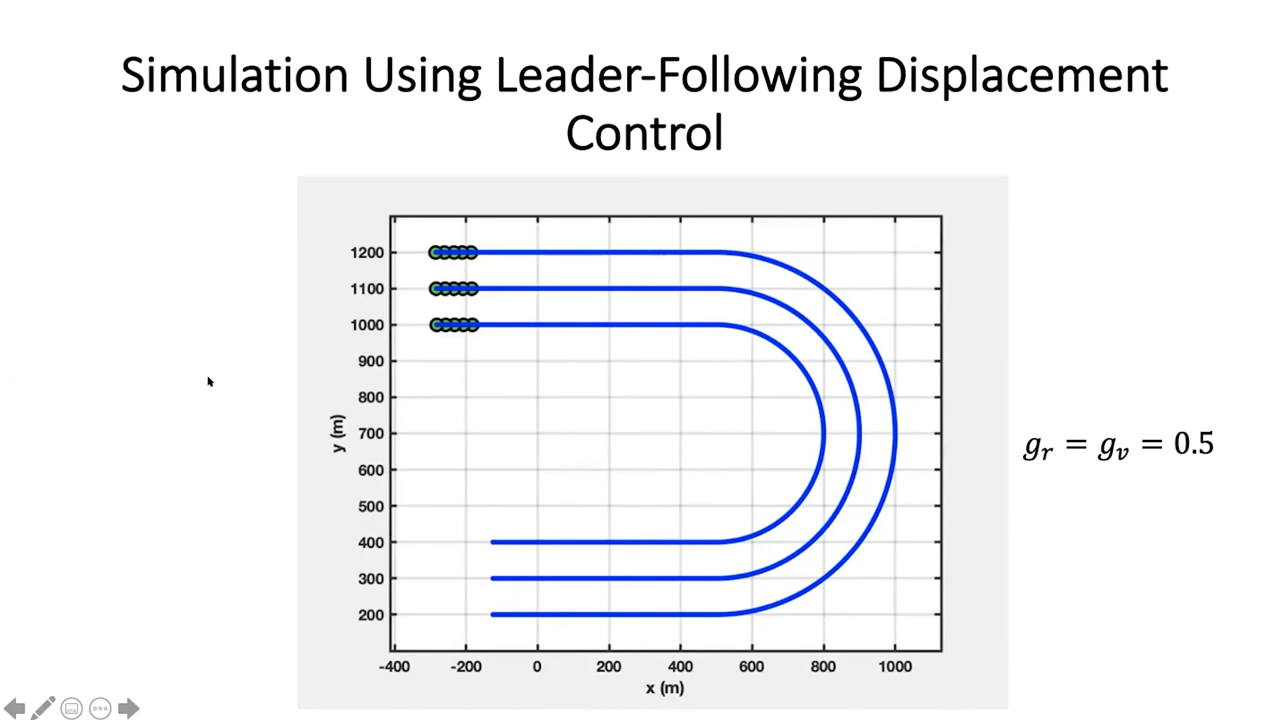 Simulation Using Leader-Following Displacement
Control
1200
1100
1000
900
800
700
600
500
400
300
200
y (m)
-400 -200 0 200 400 600 800 1000
x (m)
g_r = g_v = 0.5